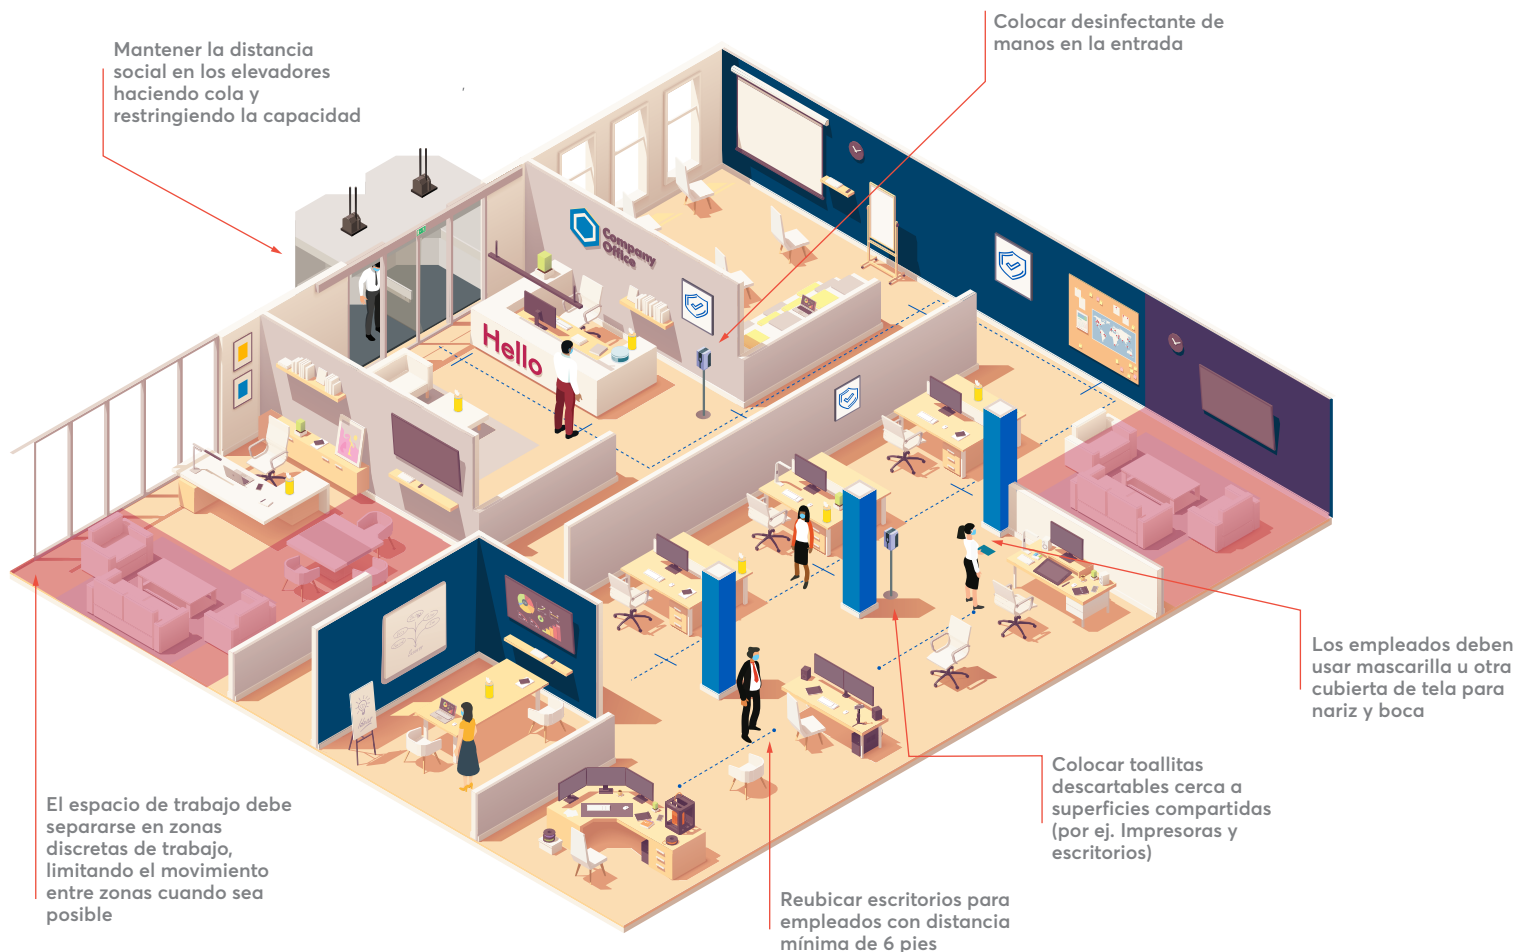 Colocar desinfectante de
manos en la entrada
Mantener la distancia
social en los elevadores
haciendo cola y
restringiendo la capacidad
Company
Office
Hello
Los empleados deben
usar mascarilla u otra
cubierta de tela para
nariz y boca
Colocar toallitas
descartables cerca a
superficies compartidas
(por ej. Impresoras y
escritorios)
El espacio de trabajo debe
separarse en zonas
discretas de trabajo,
limitando el movimiento
entre zonas cuando sea
posible
Reubicar escritorios para
empleados con distancia
mínima de 6 pies